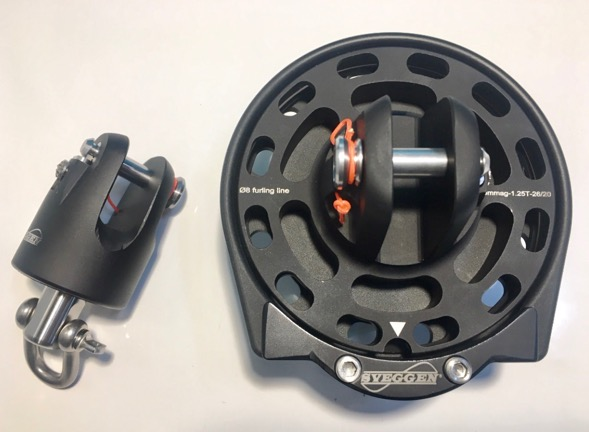 Ø8 furling line
mmag-1.25T-26/20
SVEGGEN